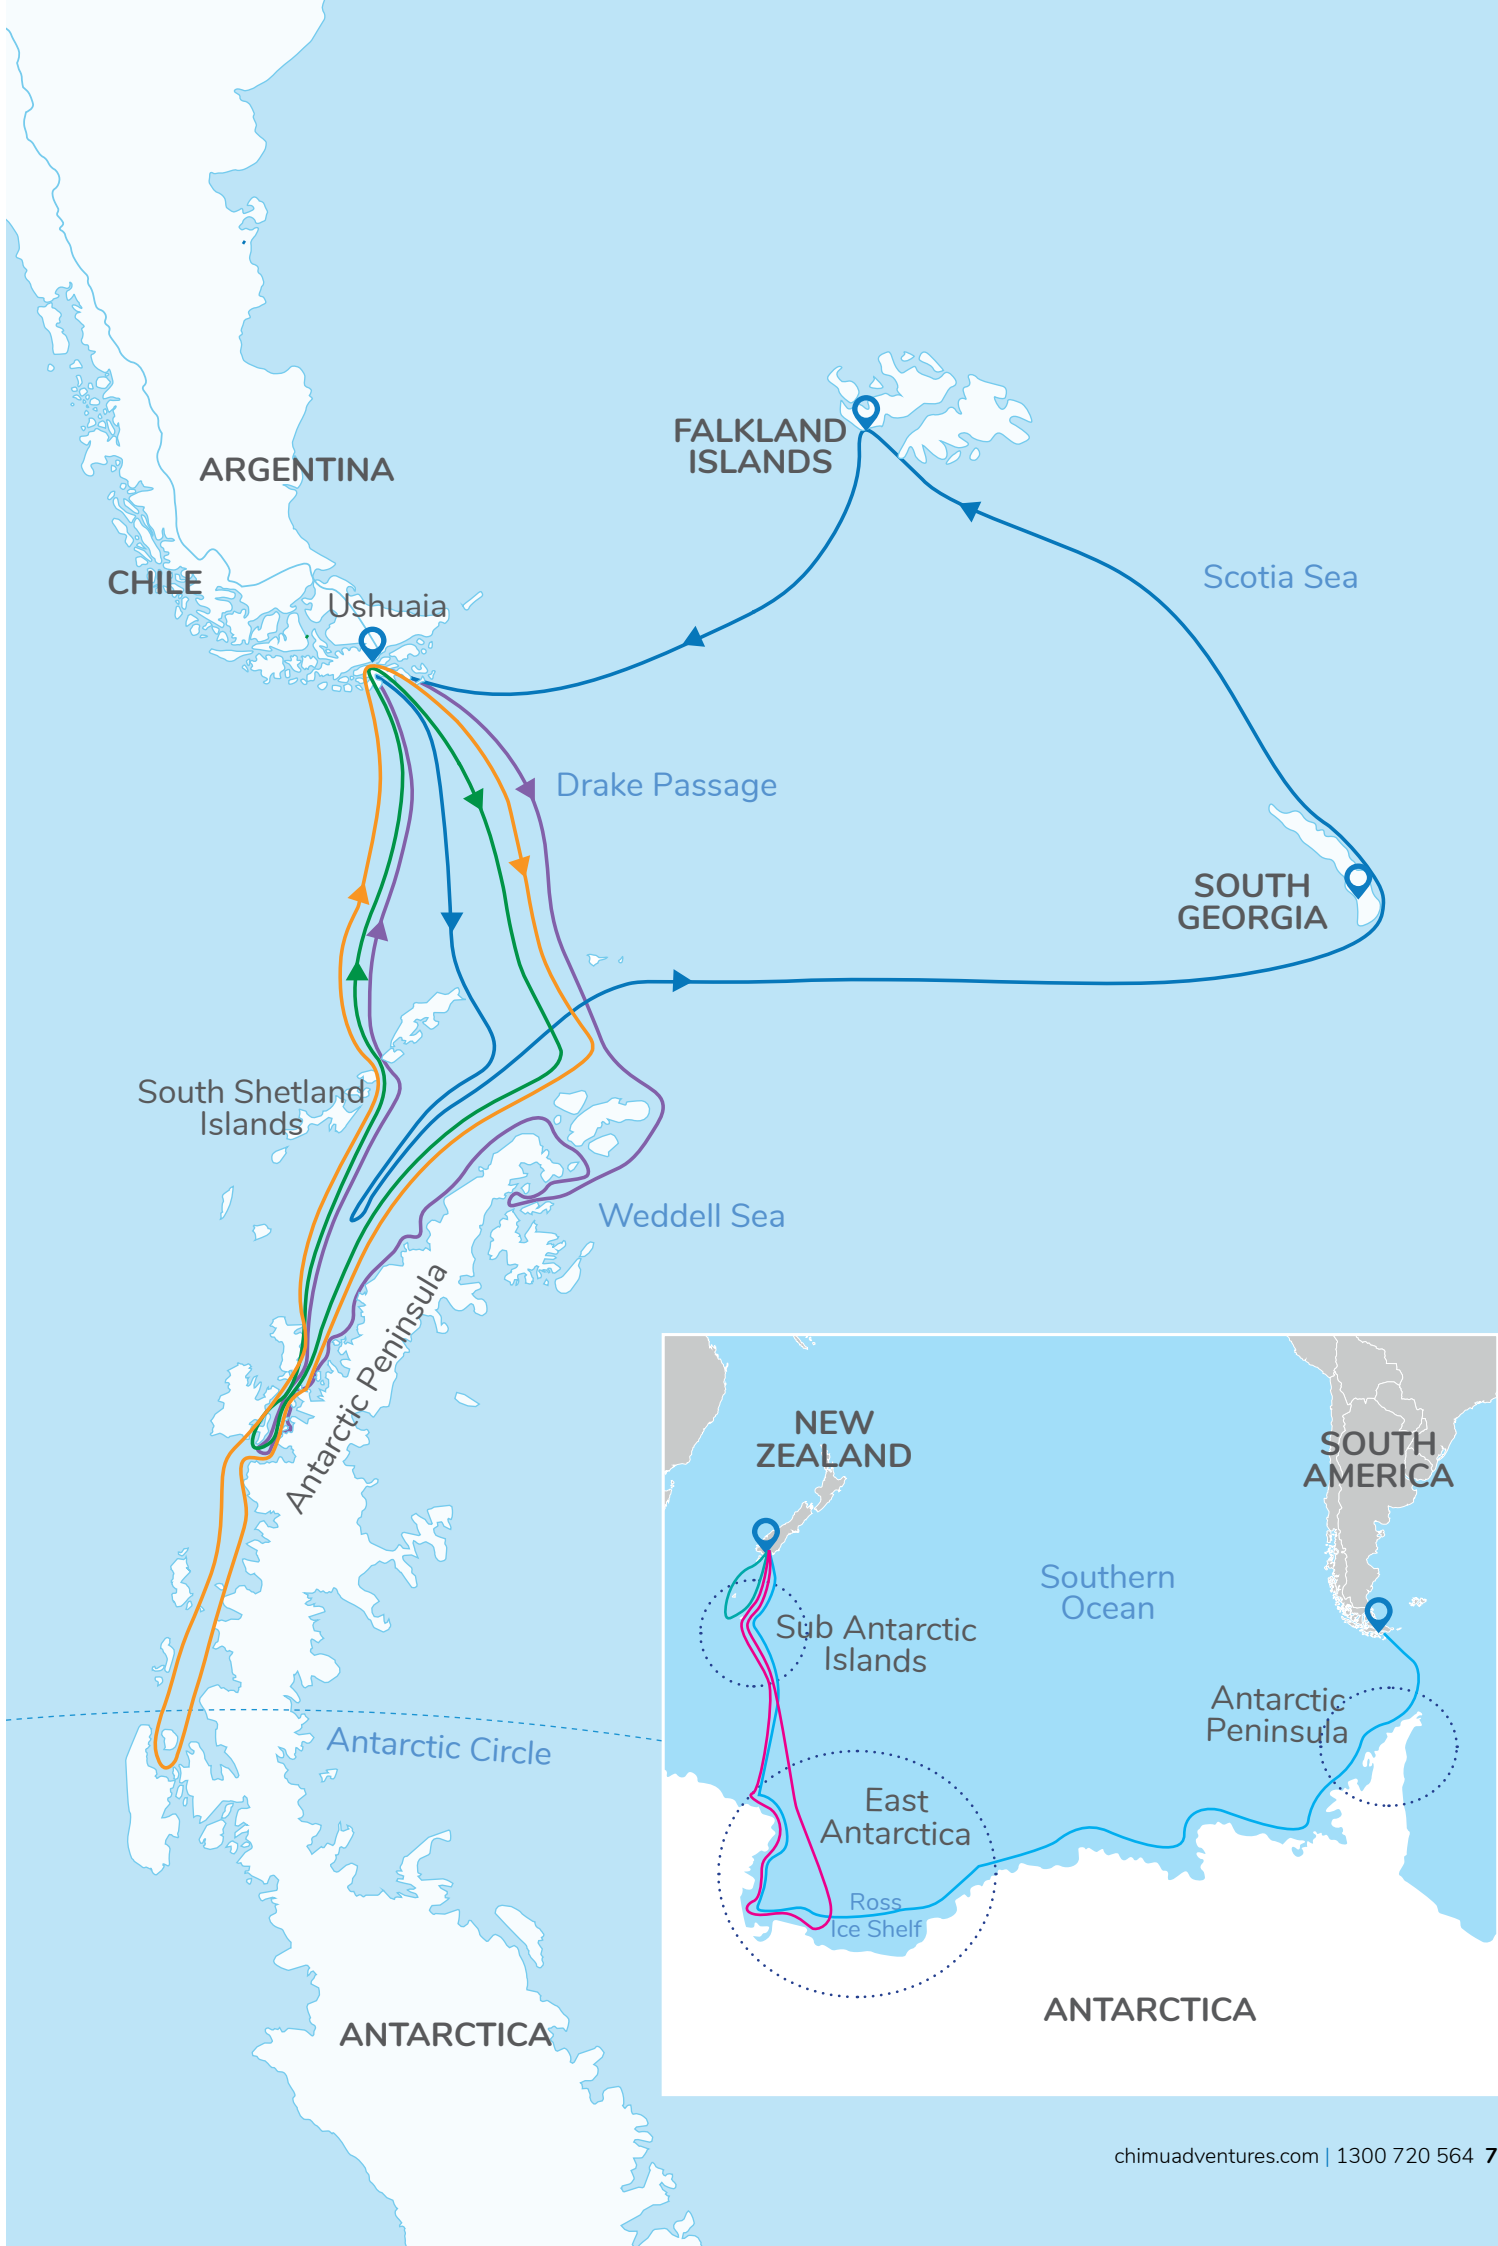 FALKLAND
ISLANDS
ARGENTINA
Scotia Sea
CHILE
Ushuaia
Drake Passage
SOUTH
GEORGIA
South Shetland
Islands
Weddell Sea
Antarctic Peninsula
Antarctic Circle
ANTARCTICA
NEW
ZEALAND
SOUTH
AMERICA
Southern
Ocean
Sub Antarctic
Islands
Antarctic
Peninsula
East
Antarctica
Ross
Ice Shelf
ANTARCTICA
chimuadventures.com | 1300 720 564 7